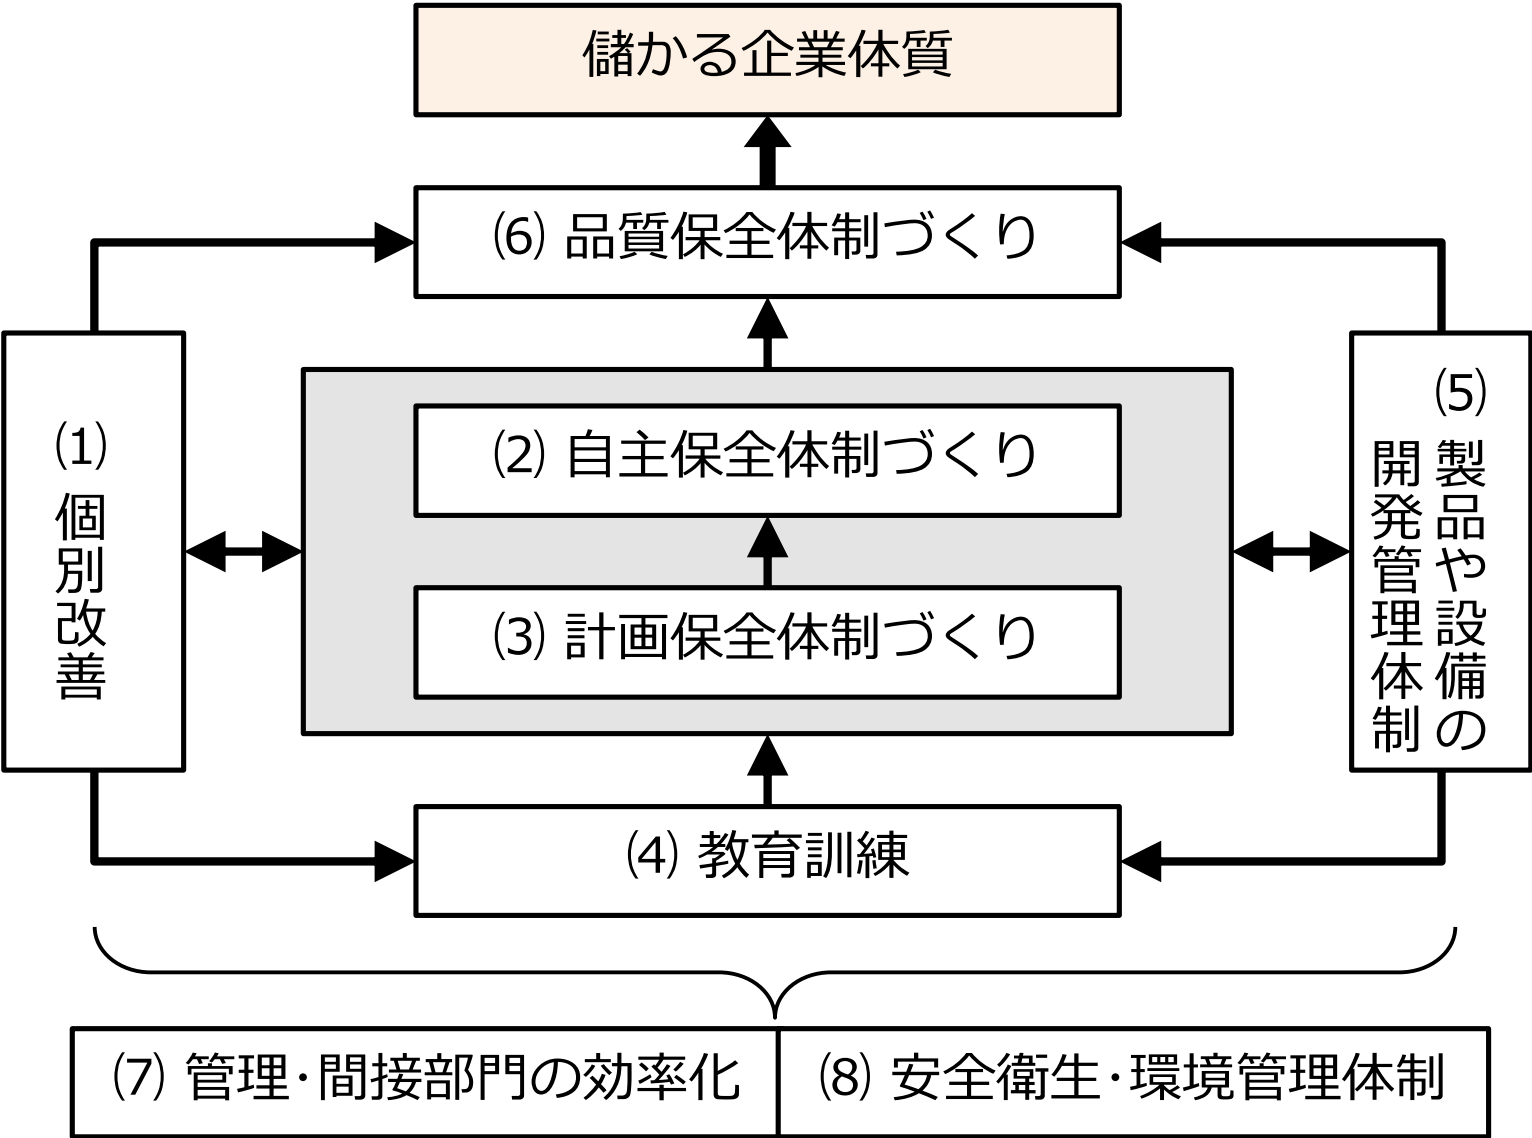 儲かる企業体質
(6) 品質保全体制づくり
(1) 個別改善
(2) 自主保全体制づくり
(3) 計画保全体制づくり
(5) 製品や設備の
開発管理体制
(4) 教育訓練
(7) 管理・間接部門の効率化
(8) 安全衛生・環境管理体制